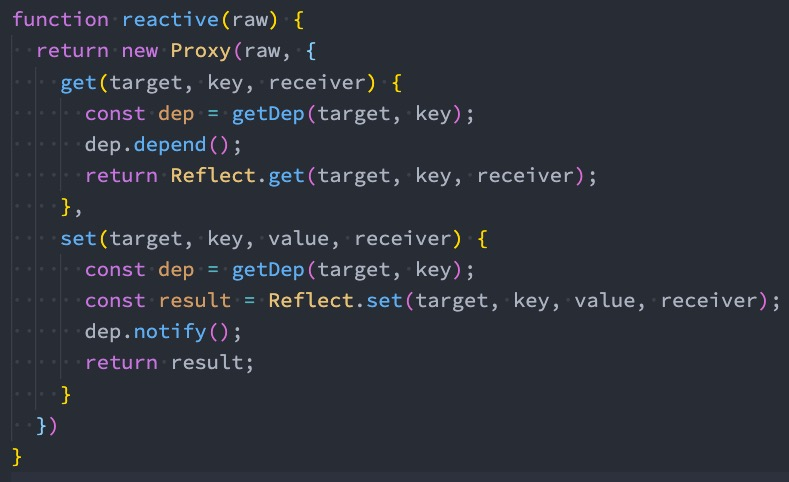 function reactive(raw) {
  return new Proxy(raw, {
    get(target, key, receiver) {
      const dep = getDep(target, key);
      dep.depend();
      return Reflect.get(target, key, receiver);
    },
    set(target, key, value, receiver) {
      const dep = getDep(target, key);
      const result = Reflect.set(target, key, value, receiver);
      dep.notify();
      return result;
    }
  })
}